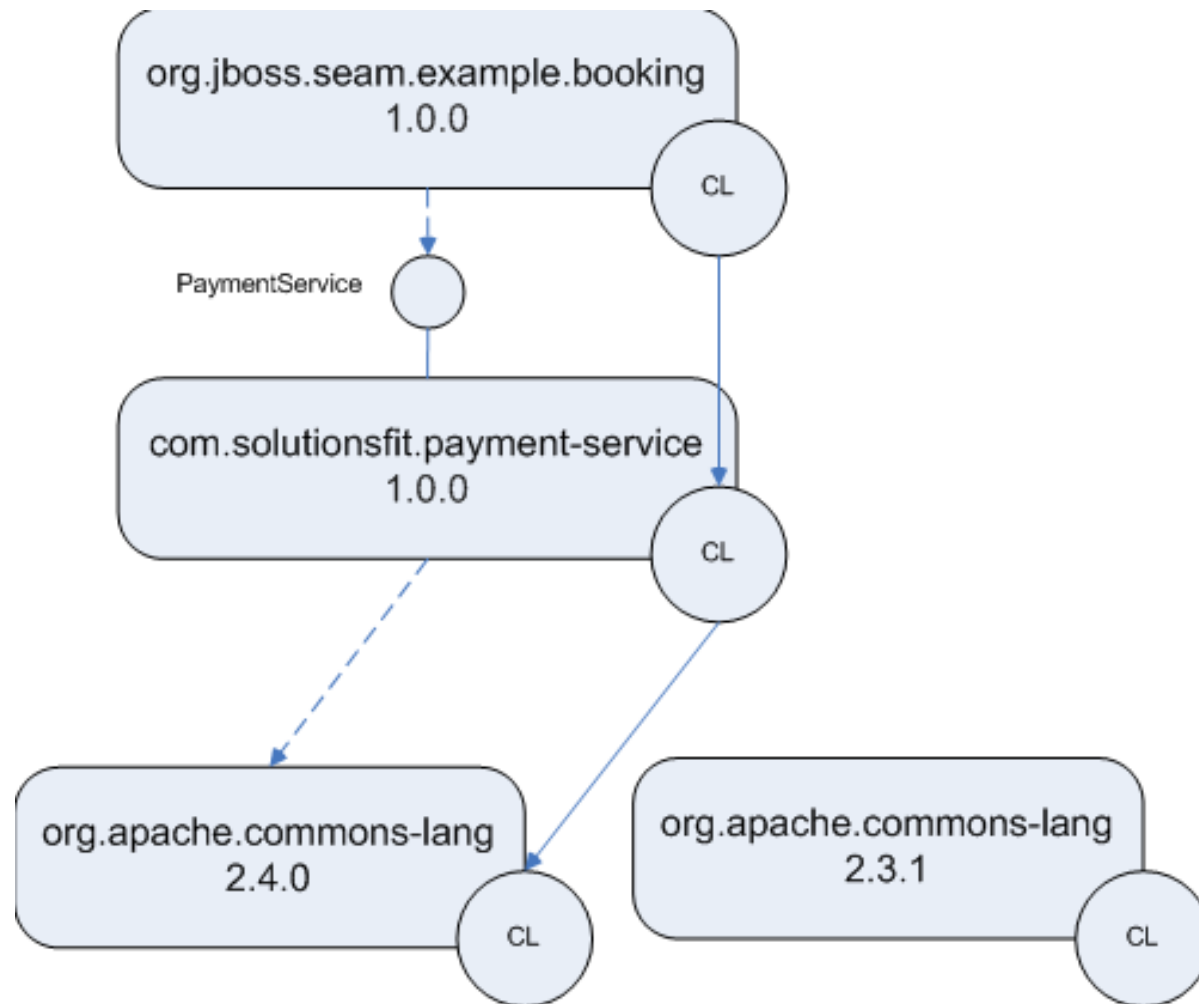 org.jboss.seam.example.booking
1.0.0
CL
PaymentService
com.solutionsfit.payment-service
1.0.0
CL
org.apache.commons-lang
2.4.0
CL
org.apache.commons-lang
2.3.1
CL